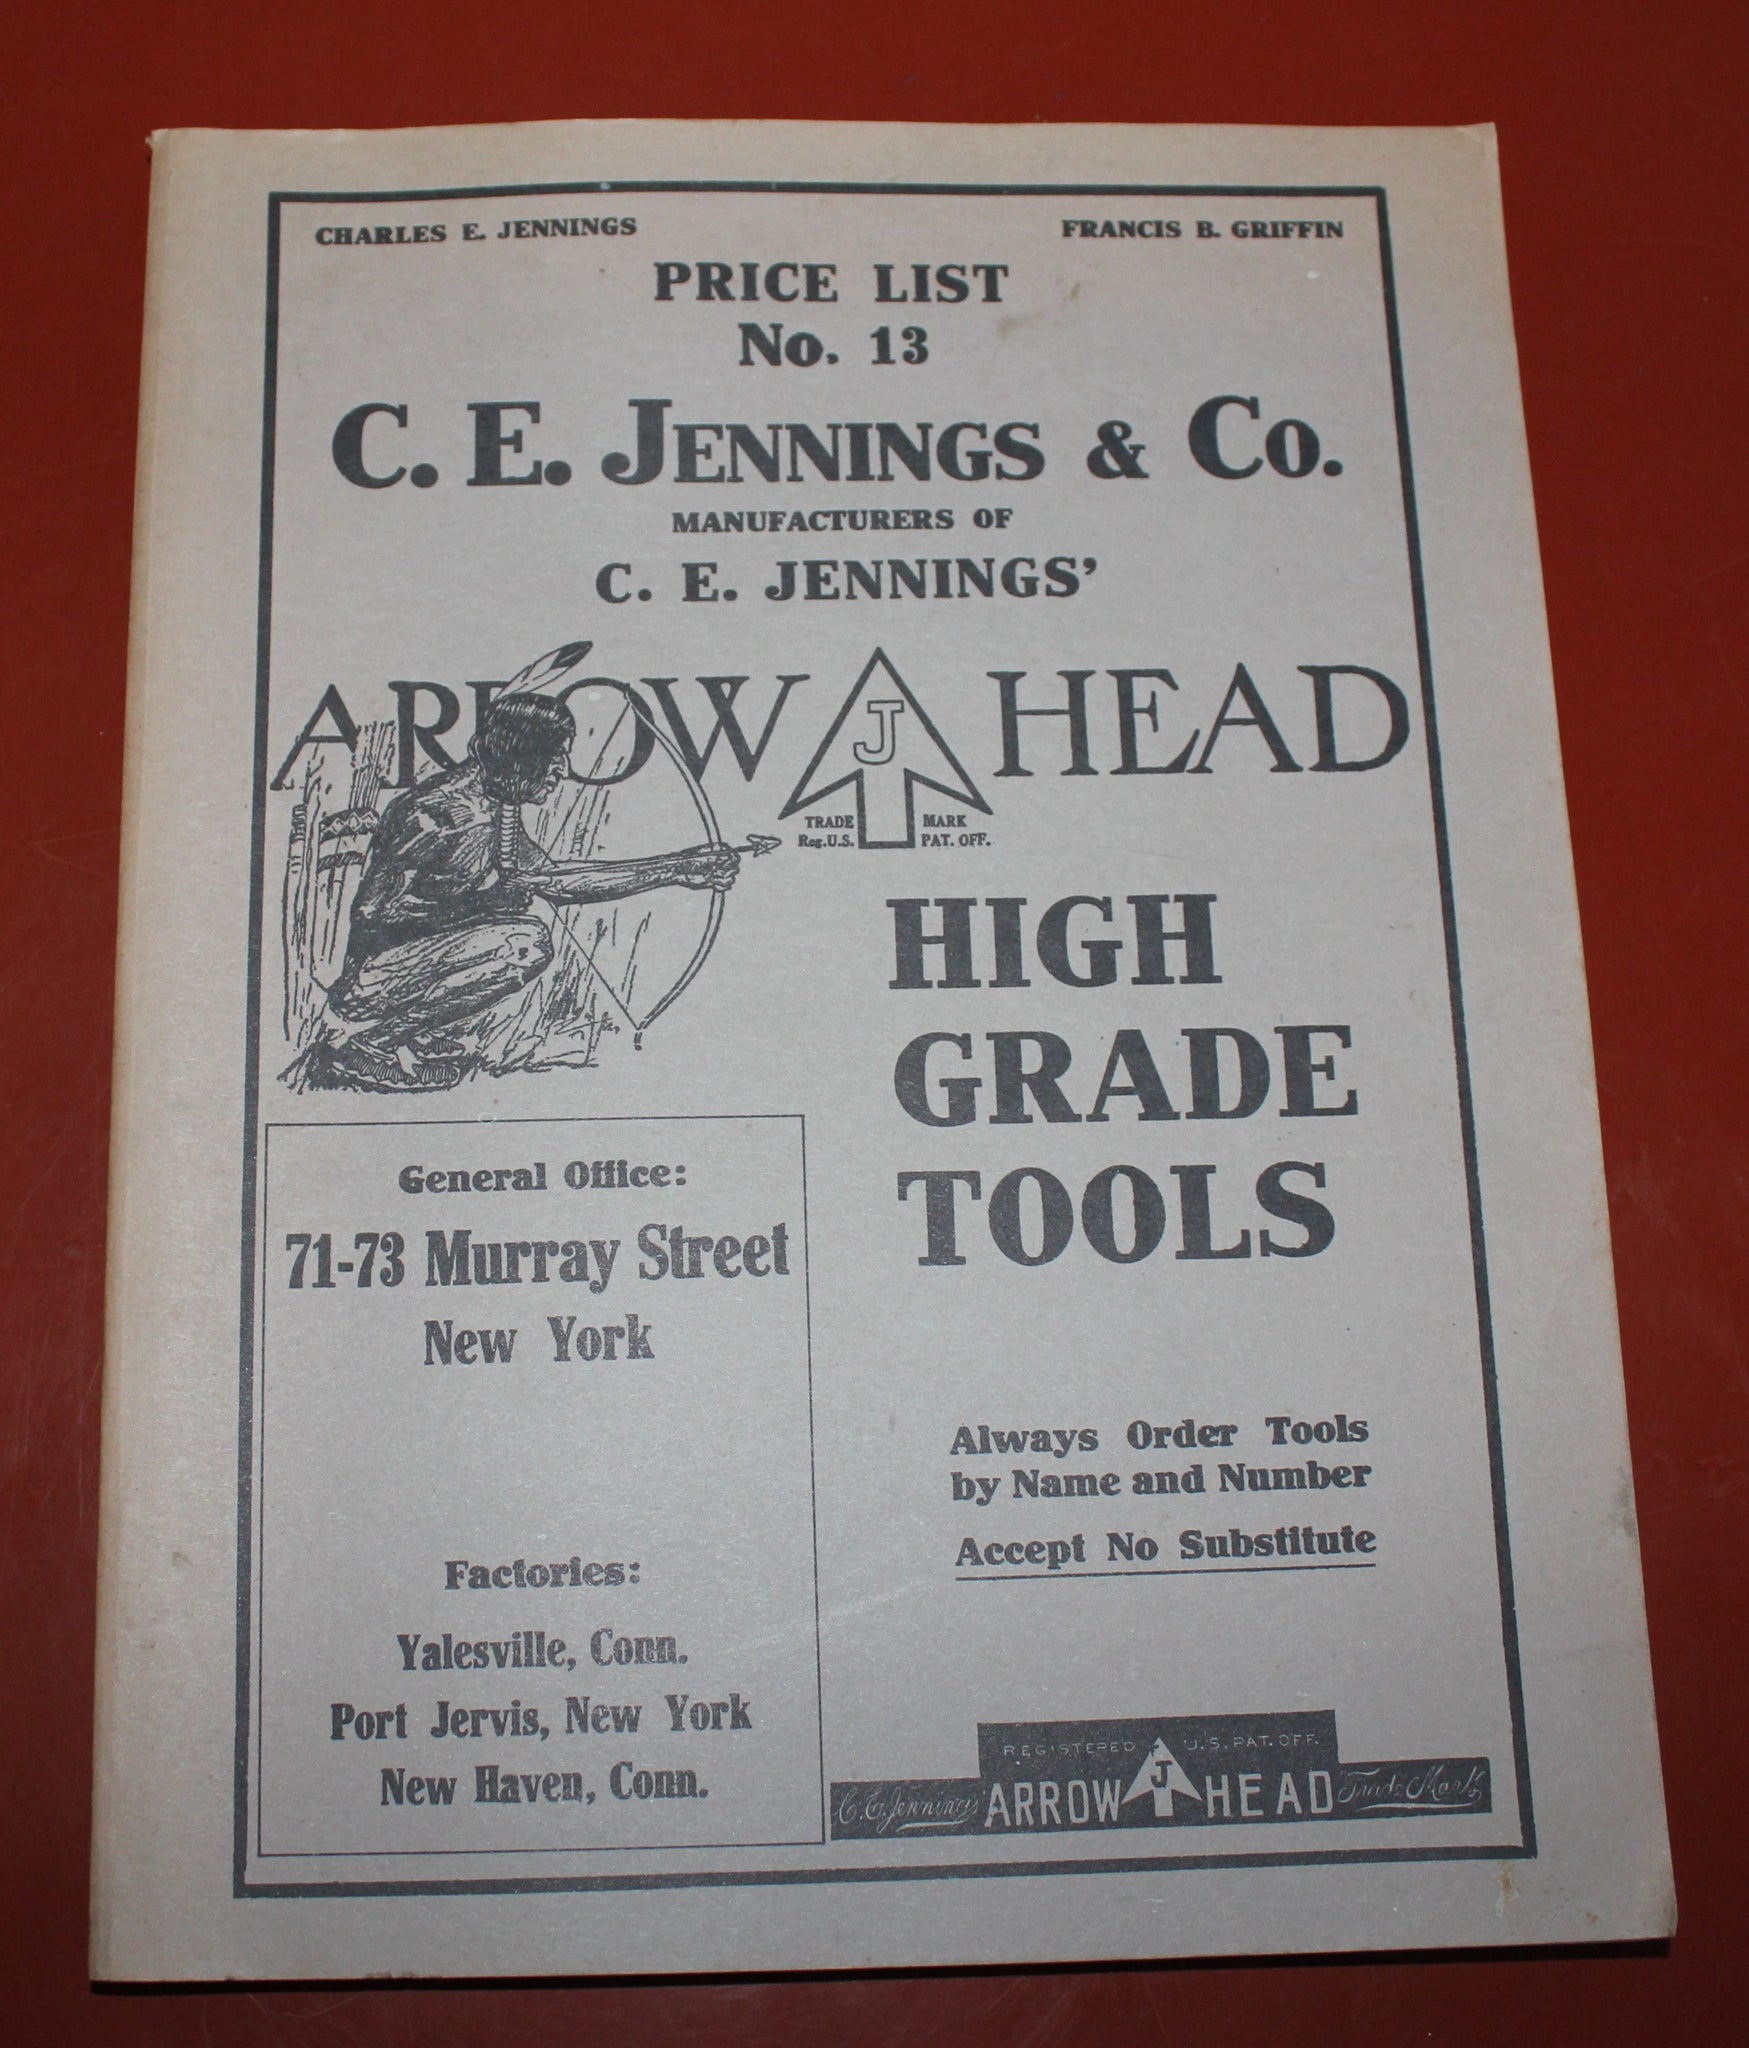 CHARLES E. JENNINGS
FRANCIS B. GRIFFIN
PRICE LIST
No. 13
C. E. JENNINGS & Co.
MANUFACTURERS OF
C. E. JENNINGS'
ARROW J HEAD
TRADE MARK
Reg. U.S. PAT. OFF.
HIGH
GRADE
TOOLS
General Office:
71-73 Murray Street
New York
Always Order Tools
by Name and Number
Accept No Substitute
Factories:
Yalesville, Conn.
Port Jervis, New York
New Haven, Conn.
REGISTERED U.S. PAT. OFF.
C. E. Jennings' ARROW J HEAD Trade Mark